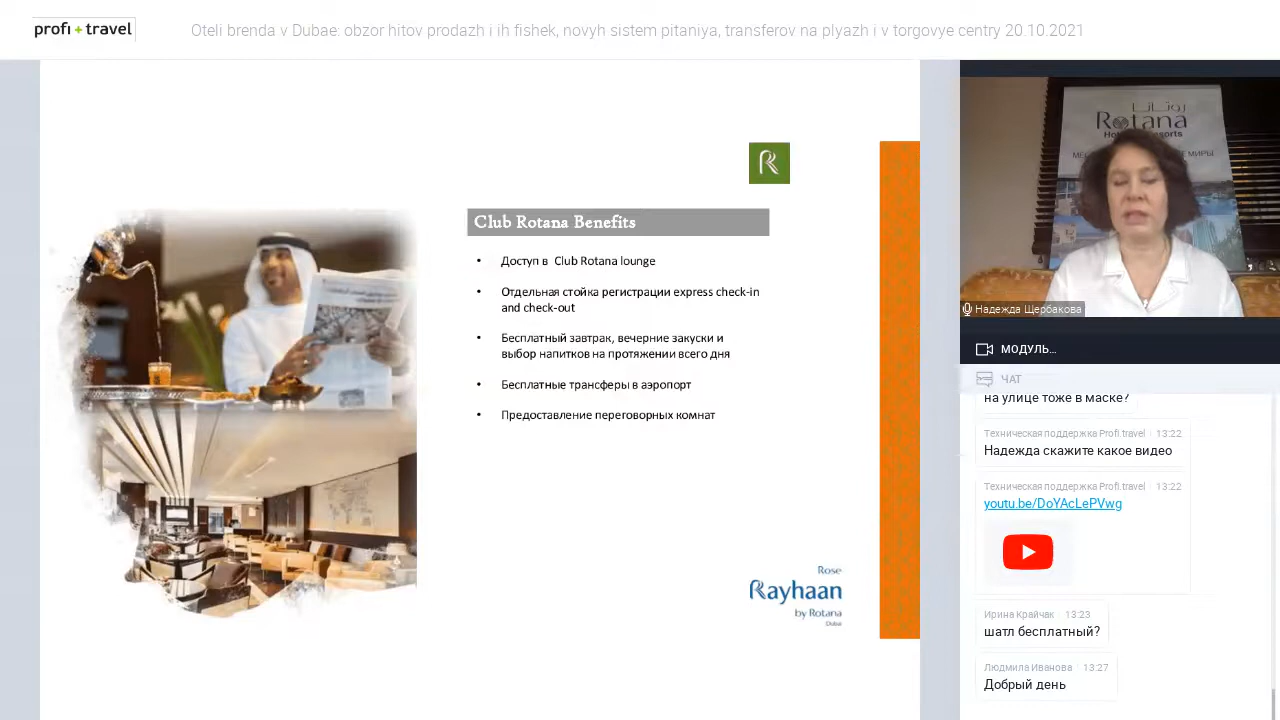 profi + travel
Oteli brenda v Dubae: obzor hitov prodazh i ih fishek, novyh sistem pitaniya, transferov na plyazh i v torgovye centry 20.10.2021
Club Rotana Benefits
• Доступ в Club Rotana lounge
• Отдельная стойка регистрации express check-in
and check-out
• Бесплатный завтрак, вечерние закуски и
выбор напитков на протяжении всего дня
• Бесплатные трансферы в аэропорт
• Предоставление переговорных комнат
Rose
Rayhaan
by Rotana
Dubai
روتانا
Rotana
Надежда Щербакова
МОДУЛЬ...
ЧАТ
на улице тоже в маске?
Техническая поддержка Profi.travel 13:22
Надежда скажите какое видео
Техническая поддержка Profi.travel 13:22
youtu.be/DoYAcLePVwg
Ирина Крайчак 13:23
шатл бесплатный?
Людмила Иванова 13:27
Добрый день